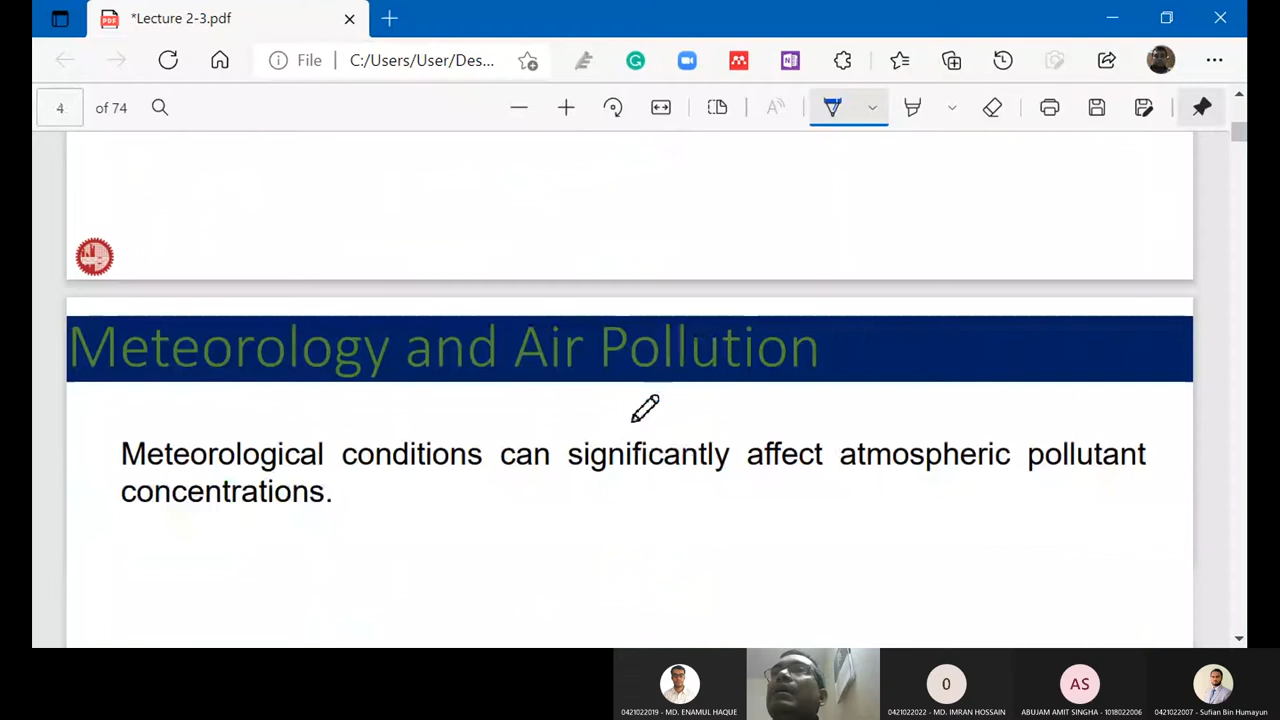 *Lecture 2-3.pdf
File
C:/Users/User/Des...
4
of 74
Meteorology and Air Pollution
Meteorological conditions can significantly affect atmospheric pollutant
concentrations.
0
AS
0421022019 - MD. ENAMUL HAQUE
0421022022 - MD. IMRAN HOSSAIN
ABUJAM AMIT SINGHA - 1018022006
0421022007 - Sufian Bin Humayun